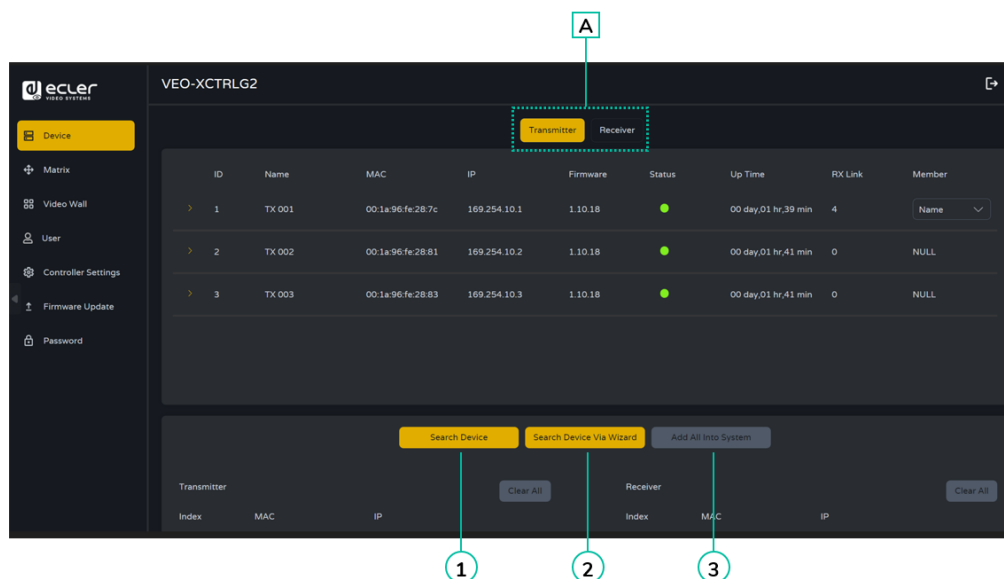 A
ecler
VIDEO SYSTEMS
VEO-XCTRLG2
Device
Matrix
Video Wall
User
Controller Settings
Firmware Update
Password
Transmitter Receiver
ID Name MAC IP Firmware Status Up Time RX Link Member
1 TX 001 00:1a:96:fe:28:7c 169.254.10.1 1.10.18 00 day,01 hr,39 min 4 Name
2 TX 002 00:1a:96:fe:28:81 169.254.10.2 1.10.18 00 day,01 hr,41 min 0 NULL
3 TX 003 00:1a:96:fe:28:83 169.254.10.3 1.10.18 00 day,01 hr,41 min 0 NULL
Search Device Search Device Via Wizard Add All Into System
Transmitter Clear All Receiver Clear All
Index MAC IP Index MAC IP
1 2 3